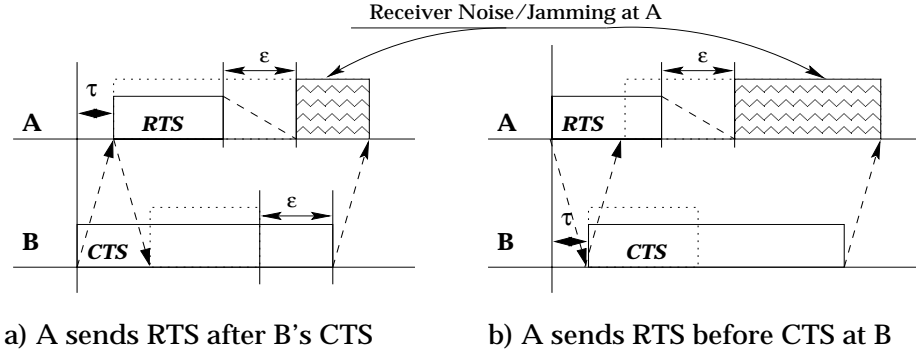 Receiver Noise/Jamming at A
ε
ε
τ
A
RTS
A
RTS
ε
τ
B
CTS
B
CTS
a) A sends RTS after B's CTS
b) A sends RTS before CTS at B